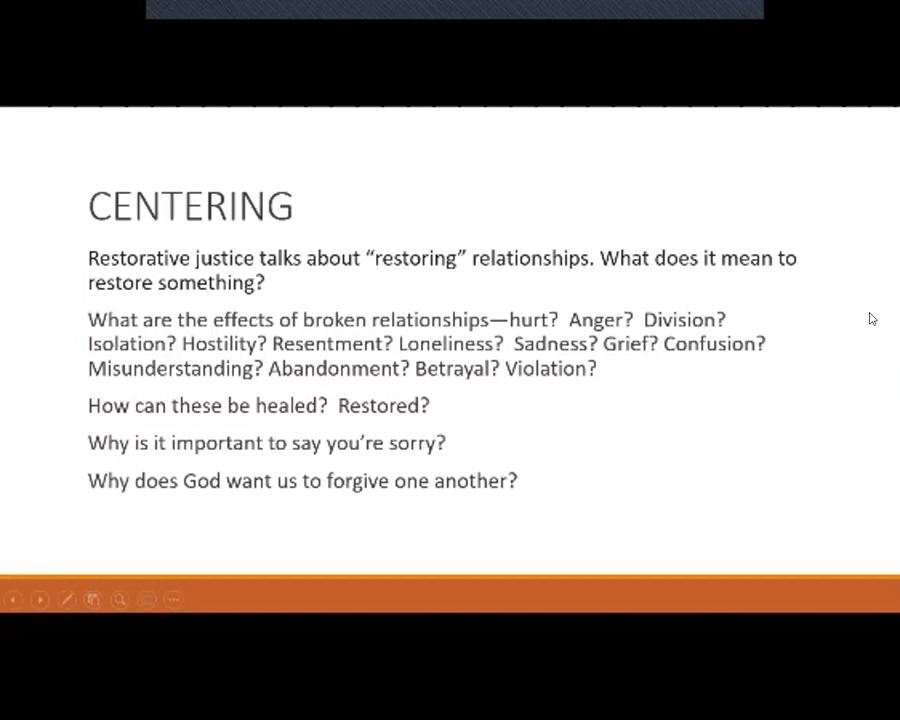 CENTERING
Restorative justice talks about “restoring” relationships. What does it mean to
restore something?
What are the effects of broken relationships—hurt?  Anger?  Division?
Isolation? Hostility? Resentment? Loneliness?  Sadness? Grief? Confusion?
Misunderstanding? Abandonment? Betrayal? Violation?
How can these be healed?  Restored?
Why is it important to say you’re sorry?
Why does God want us to forgive one another?